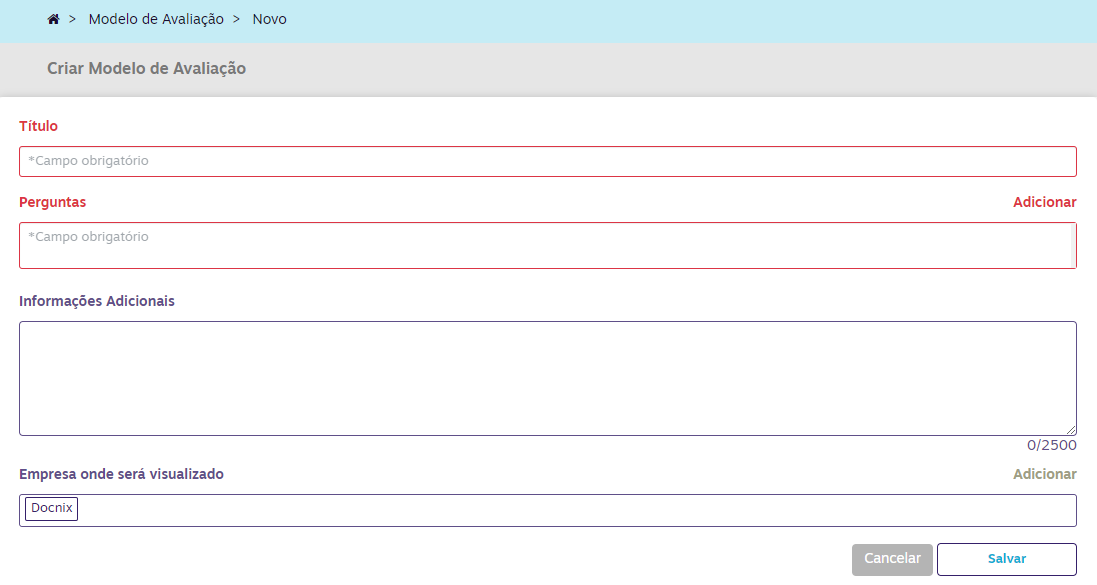 > Modelo de Avaliação > Novo
Criar Modelo de Avaliação
Título
*Campo obrigatório
Perguntas Adicionar
*Campo obrigatório
Informações Adicionais
0/2500
Empresa onde será visualizado Adicionar
Docnix
Cancelar Salvar